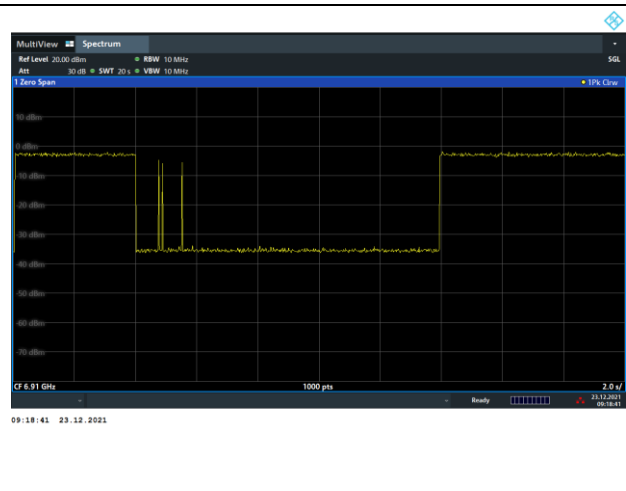 MultiView Spectrum
Ref Level 20.00 dBm RBW 10 MHz SGL
Att 30 dB SWT 20 s VBW 10 MHz
1 Zero Span 1Pk Clrw
10 dBm
0 dBm
-10 dBm
-20 dBm
-30 dBm
-40 dBm
-50 dBm
-60 dBm
-70 dBm
CF 6.91 GHz 1000 pts 2.0 s/
Ready 23.12.2021
09:18:41
09:18:41 23.12.2021